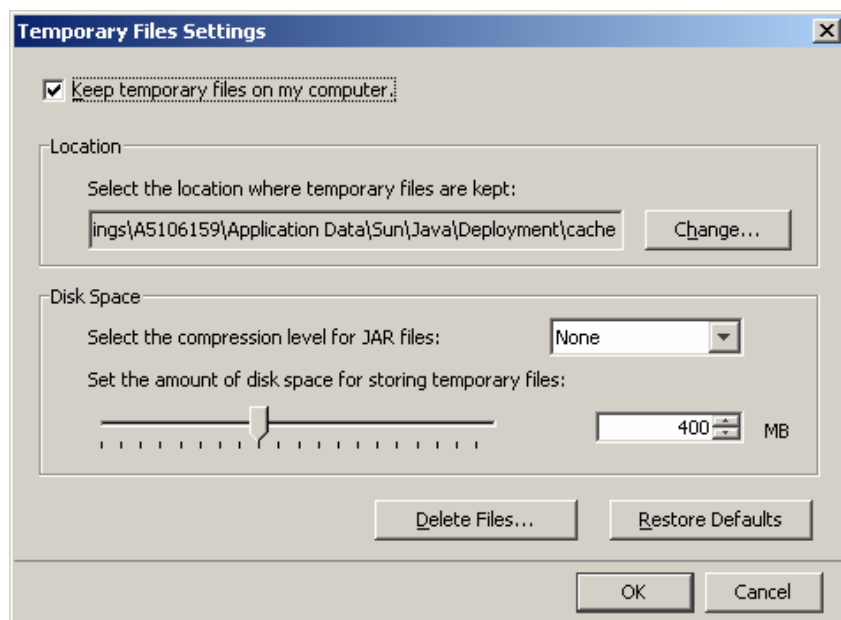 Temporary Files Settings
Keep temporary files on my computer.
Location
Select the location where temporary files are kept:
ings\A5106159\Application Data\Sun\Java\Deployment\cache
Change...
Disk Space
Select the compression level for JAR files:
None
Set the amount of disk space for storing temporary files:
400
MB
Delete Files...
Restore Defaults
OK
Cancel